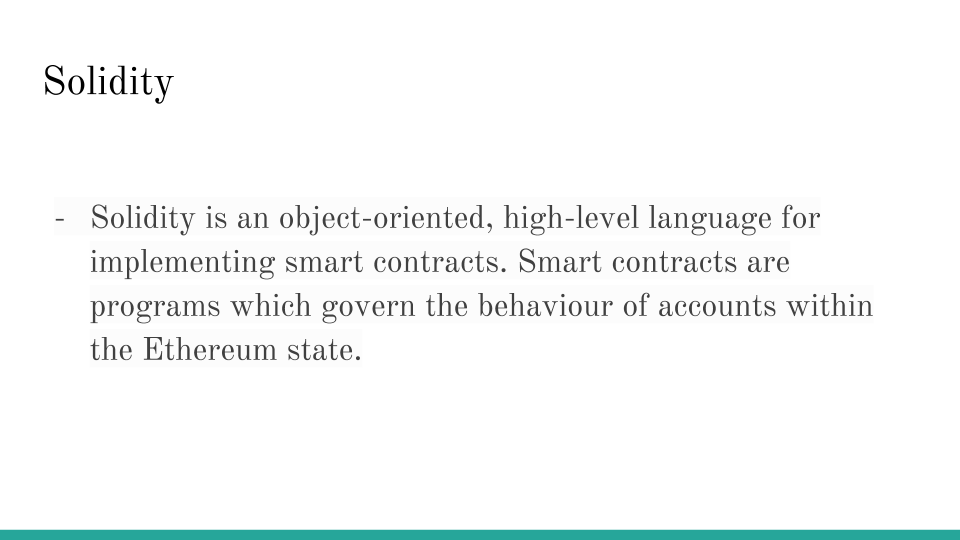 Solidity
- Solidity is an object-oriented, high-level language for
implementing smart contracts. Smart contracts are
programs which govern the behaviour of accounts within
the Ethereum state.